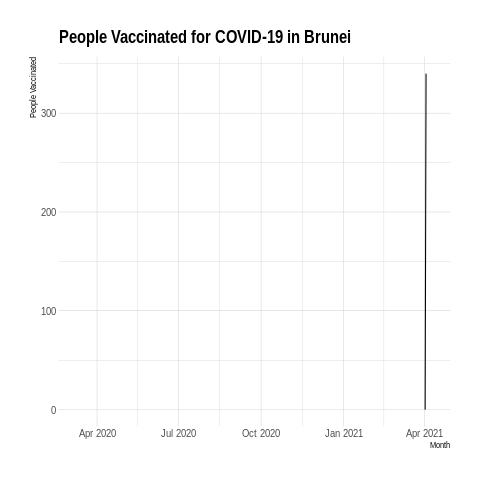 People Vaccinated for COVID-19 in Brunei
People Vaccinated
300
200
100
0
Apr 2020 Jul 2020 Oct 2020 Jan 2021 Apr 2021
Month